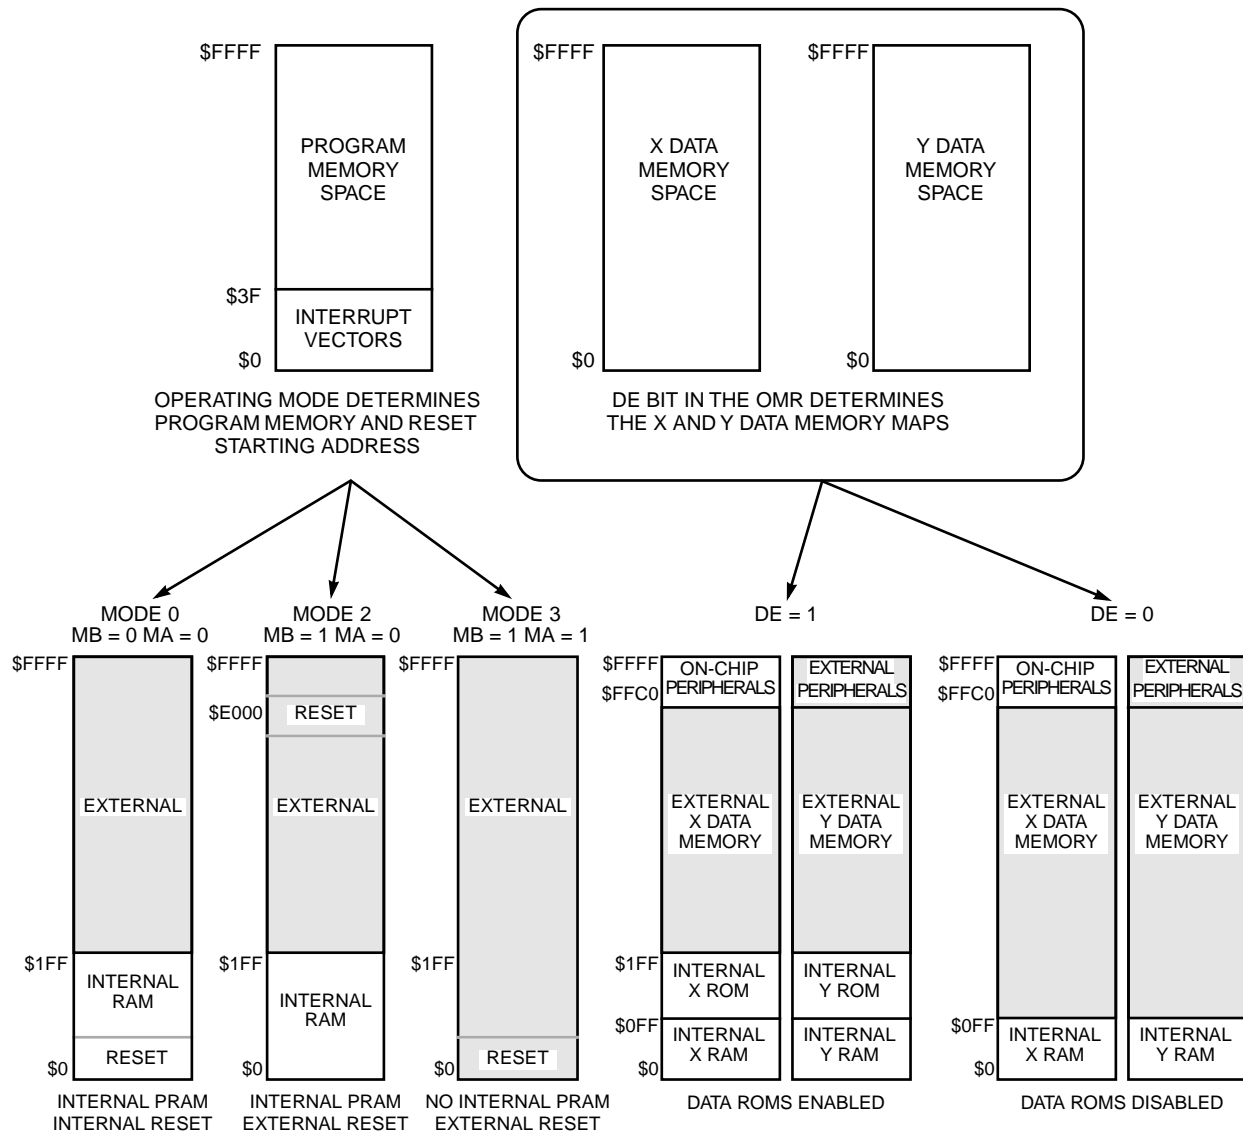 $FFFF
PROGRAM
MEMORY
SPACE
$3F
INTERRUPT
VECTORS
$0
OPERATING MODE DETERMINES
PROGRAM MEMORY AND RESET
STARTING ADDRESS
$FFFF
X DATA
MEMORY
SPACE
$0
$FFFF
Y DATA
MEMORY
SPACE
$0
DE BIT IN THE OMR DETERMINES
THE X AND Y DATA MEMORY MAPS
MODE 0
MB = 0 MA = 0
$FFFF
EXTERNAL
$1FF
INTERNAL
RAM
RESET
$0
INTERNAL PRAM
INTERNAL RESET
MODE 2
MB = 1 MA = 0
$FFFF
$E000
RESET
EXTERNAL
$1FF
INTERNAL
RAM
$0
INTERNAL PRAM
EXTERNAL RESET
MODE 3
MB = 1 MA = 1
$FFFF
EXTERNAL
$1FF
RESET
$0
NO INTERNAL PRAM
EXTERNAL RESET
DE = 1
$FFFF
ON-CHIP
PERIPHERALS
$FFC0
EXTERNAL
X DATA
MEMORY
$1FF
INTERNAL
X ROM
$0FF
INTERNAL
X RAM
$0
EXTERNAL
PERIPHERALS
EXTERNAL
Y DATA
MEMORY
INTERNAL
Y ROM
INTERNAL
Y RAM
DATA ROMS ENABLED
DE = 0
$FFFF
ON-CHIP
PERIPHERALS
$FFC0
EXTERNAL
X DATA
MEMORY
$0FF
INTERNAL
X RAM
$0
EXTERNAL
PERIPHERALS
EXTERNAL
Y DATA
MEMORY
INTERNAL
Y RAM
DATA ROMS DISABLED